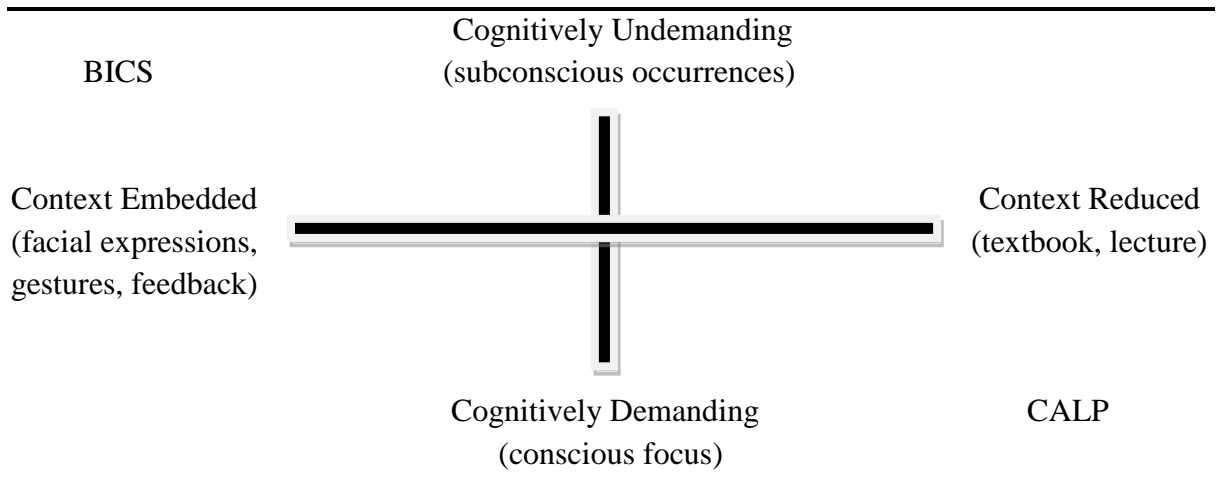 Cognitively Undemanding
BICS (subconscious occurrences)
Context Embedded
(facial expressions,
gestures, feedback)
Context Reduced
(textbook, lecture)
Cognitively Demanding CALP
(conscious focus)